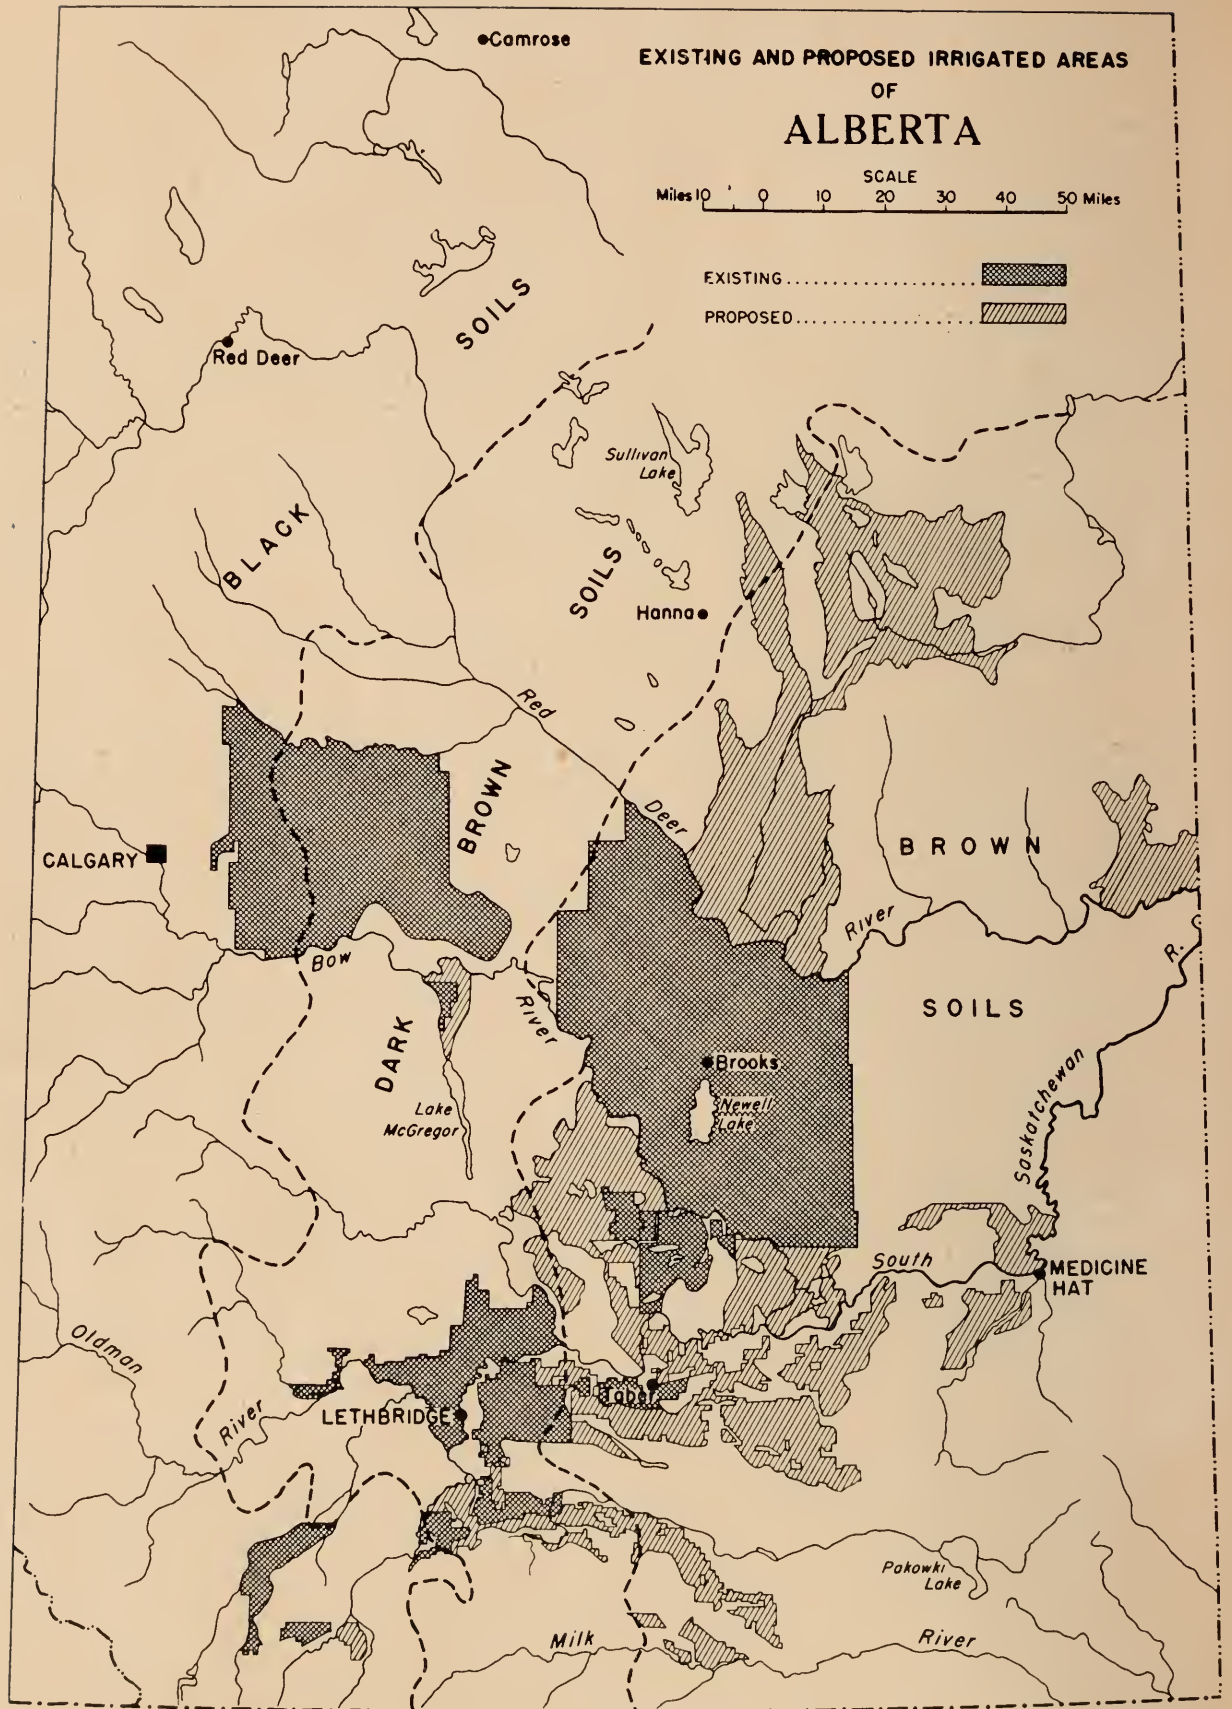 Camrose
EXISTING AND PROPOSED IRRIGATED AREAS
OF
ALBERTA
SCALE
Miles 10 0 10 20 30 40 50 Miles
EXISTING....................
PROPOSED....................
SOILS
Red Deer
Sullivan
Lake
BLACK
SOILS
Hanna
Red
Deer
River
BROWN
BROWN
CALGARY
Bow
River
R.
SOILS
DARK
Brooks
Newell
Lake
Lake
McGregor
Saskatchewan
South
MEDICINE
HAT
Oldman
River
Taber
LETHBRIDGE
Pakowki
Lake
Milk
River